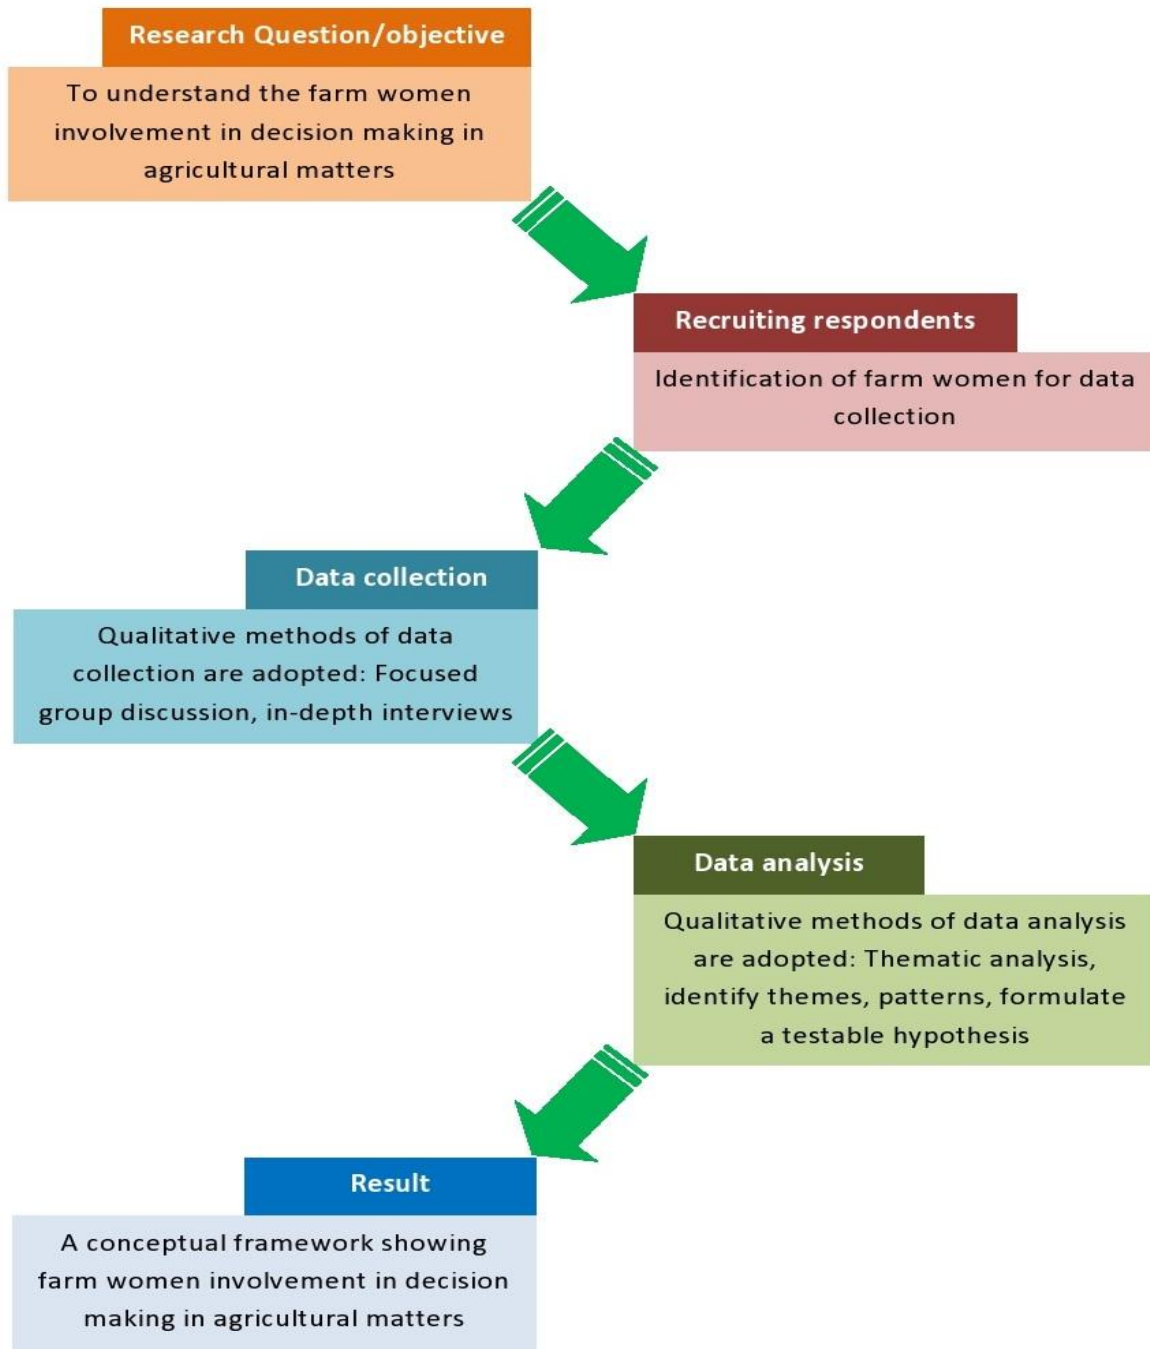 Research Question/objective
To understand the farm women
involvement in decision making in
agricultural matters
Recruiting respondents
Identification of farm women for data
collection
Data collection
Qualitative methods of data
collection are adopted: Focused
group discussion, in-depth interviews
Data analysis
Qualitative methods of data analysis
are adopted: Thematic analysis,
identify themes, patterns, formulate
a testable hypothesis
Result
A conceptual framework showing
farm women involvement in decision
making in agricultural matters